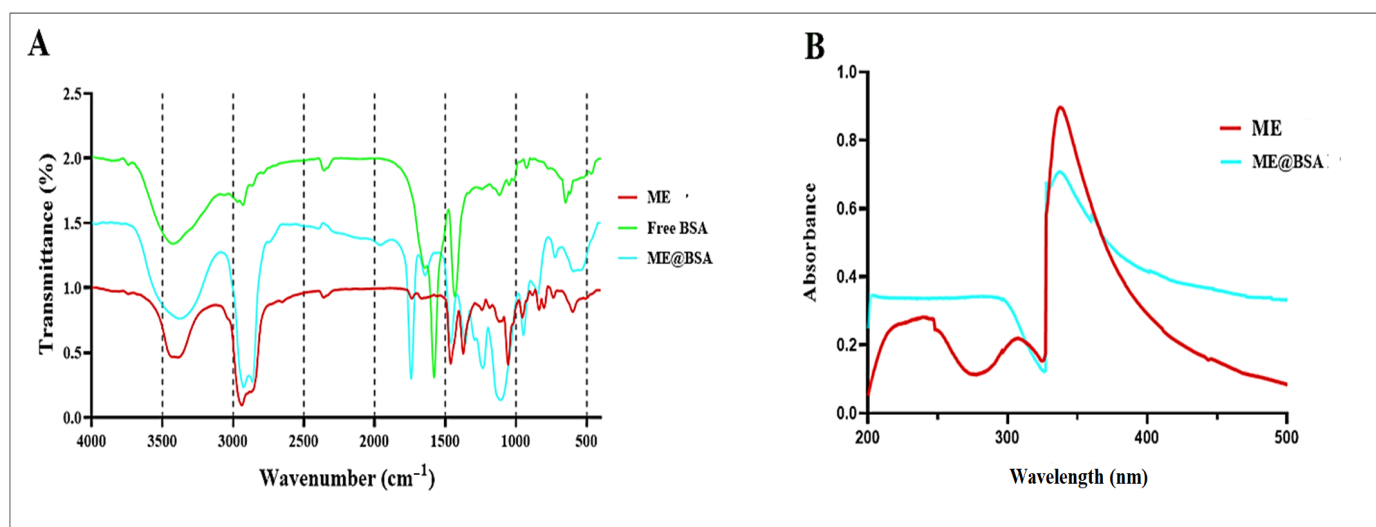 A
2.5
2.0
1.5
1.0
0.5
0.0
Transmittance (%)
4000 3500 3000 2500 2000 1500 1000 500
Wavenumber (cm⁻¹)
ME
Free BSA
ME@BSA
B
1.0
0.8
0.6
0.4
0.2
0.0
Absorbance
200 300 400 500
Wavelength (nm)
ME
ME@BSA